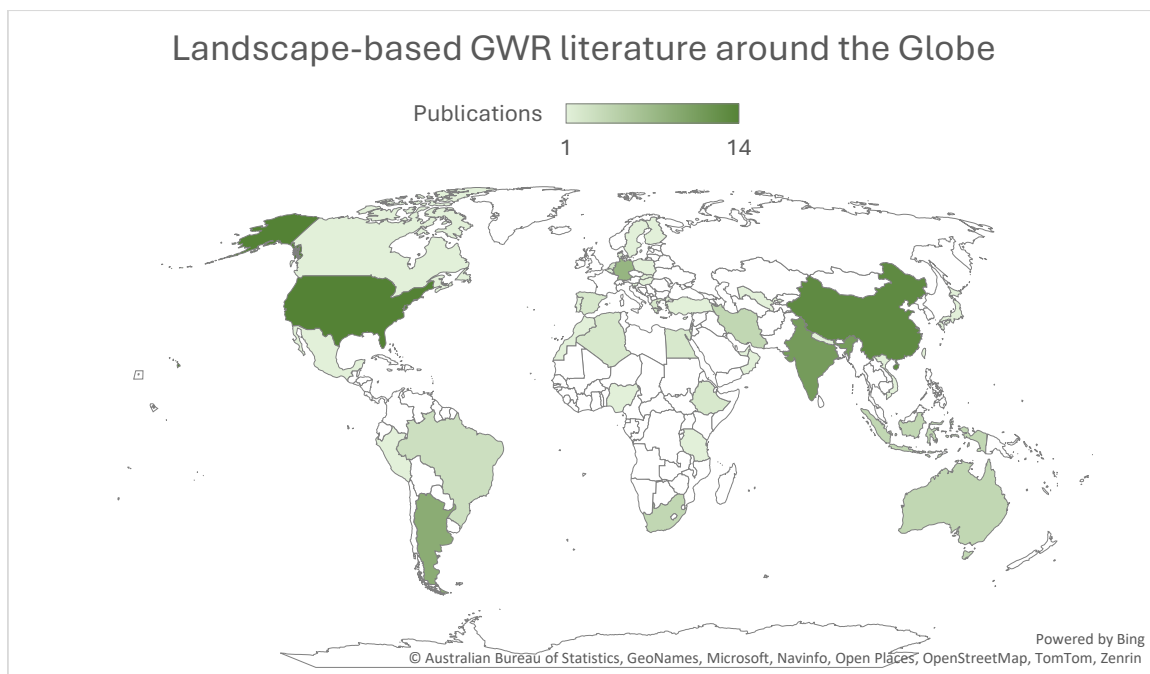 Landscape-based GWR literature around the Globe
Publications
1 14
Powered by Bing
© Australian Bureau of Statistics, GeoNames, Microsoft, Navinfo, Open Places, OpenStreetMap, TomTom, Zenrin